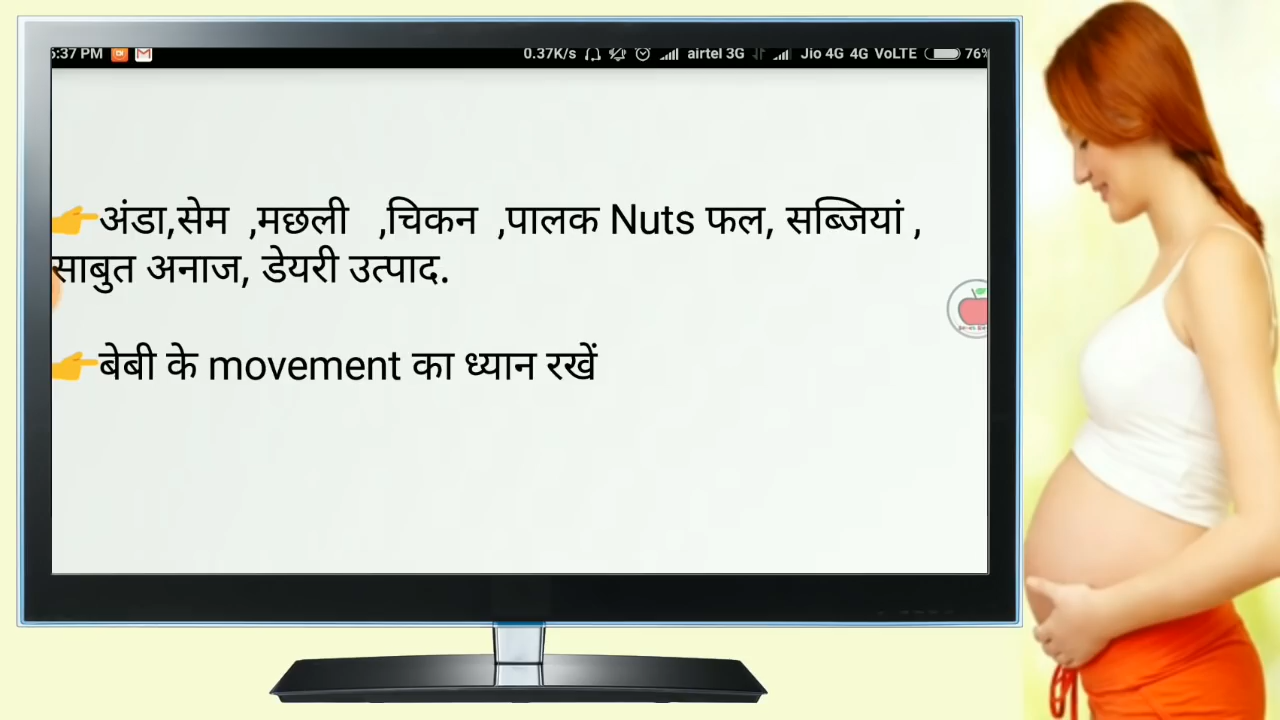 5:37 PM 0.37K/s airtel 3G Jio 4G 4G VoLTE 76%
👉अंडा,सेम ,मछली ,चिकन ,पालक Nuts फल, सब्जियां ,
साबुत अनाज, डेयरी उत्पाद.
👉बेबी के movement का ध्यान रखें